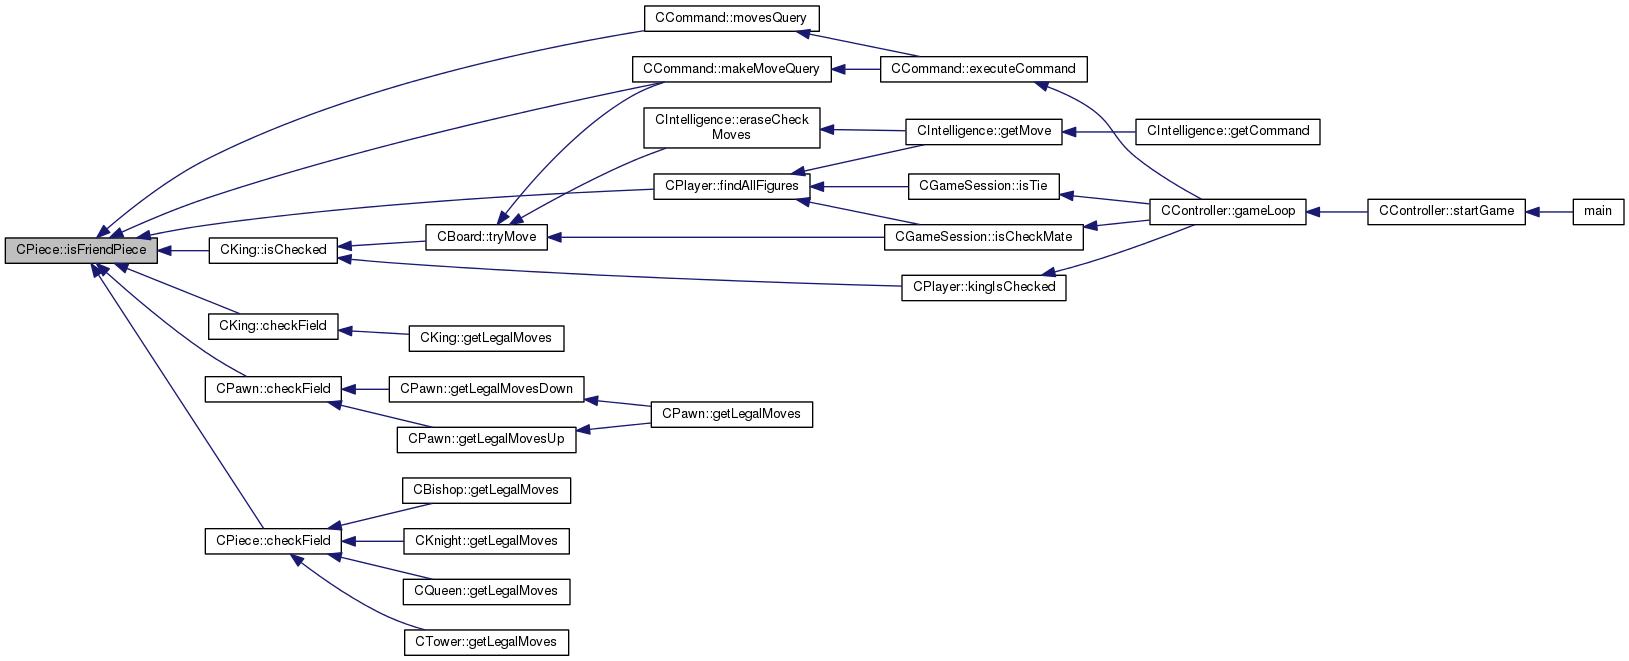 CCommand::movesQuery
CCommand::makeMoveQuery
CCommand::executeCommand
CIntelligence::eraseCheck
Moves
CIntelligence::getMove
CIntelligence::getCommand
CPlayer::findAllFigures
CGameSession::isTie
CController::gameLoop
CController::startGame
main
CPiece::isFriendPiece
CKing::isChecked
CBoard::tryMove
CGameSession::isCheckMate
CPlayer::kingIsChecked
CKing::checkField
CKing::getLegalMoves
CPawn::checkField
CPawn::getLegalMovesDown
CPawn::getLegalMoves
CPawn::getLegalMovesUp
CBishop::getLegalMoves
CPiece::checkField
CKnight::getLegalMoves
CQueen::getLegalMoves
CTower::getLegalMoves